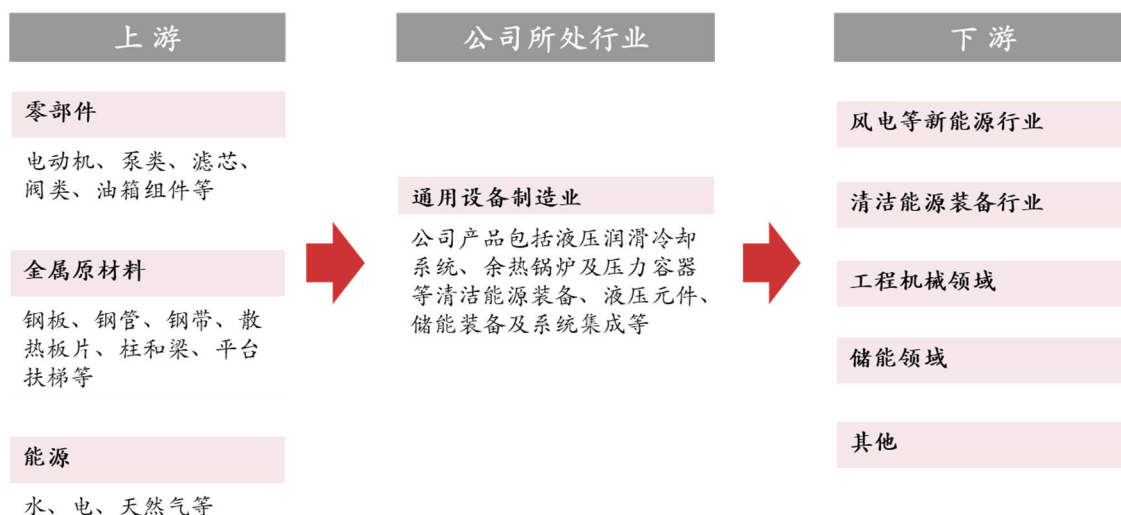 上游
零部件
电动机、泵类、滤芯、
阀类、油箱组件等
金属原材料
钢板、钢管、钢带、散
热板片、柱和梁、平台
扶梯等
能源
水、电、天然气等
公司所处行业
通用设备制造业
公司产品包括液压润滑冷却
系统、余热锅炉及压力容器
等清洁能源装备、液压元件、
储能装备及系统集成等
下游
风电等新能源行业
清洁能源装备行业
工程机械领域
储能领域
其他